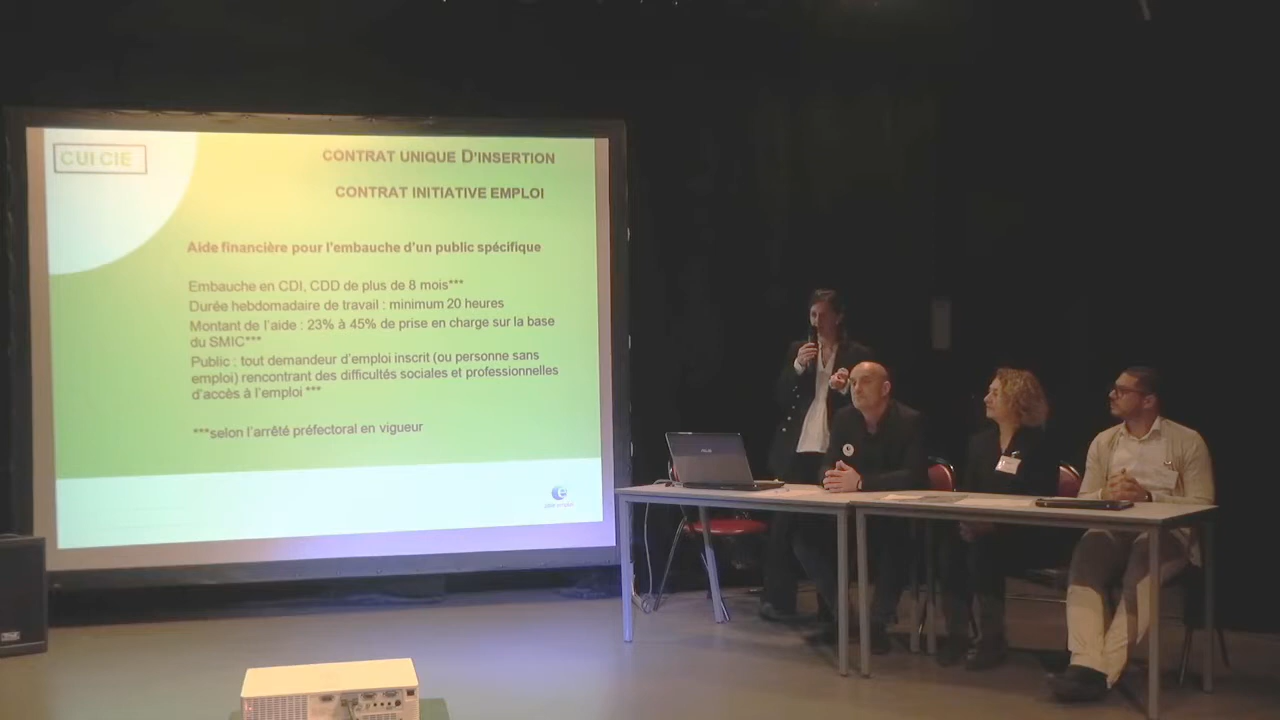 CUI CIE
CONTRAT UNIQUE D'INSERTION
CONTRAT INITIATIVE EMPLOI
Aide financière pour l'embauche d'un public spécifique
Embauche en CDI, CDD de plus de 8 mois***
Durée hebdomadaire de travail : minimum 20 heures
Montant de l'aide : 23% à 45% de prise en charge sur la base
du SMIC***
Public : tout demandeur d'emploi inscrit (ou personne sans
emploi) rencontrant des difficultés sociales et professionnelles
d'accès à l'emploi ***
***selon l'arrêté préfectoral en vigueur
pôle emploi